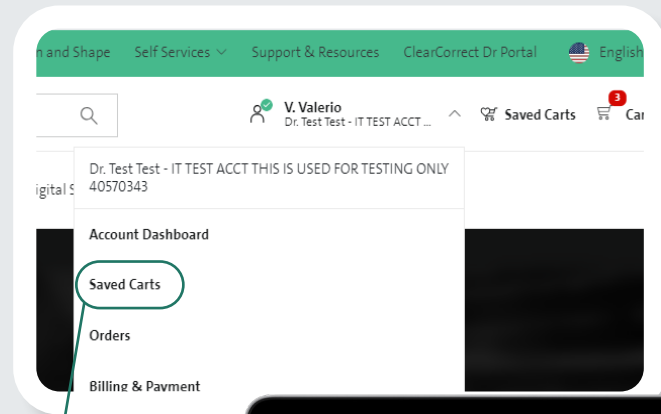 and Shape Self Services Support & Resources ClearCorrect Dr Portal English
V. Valerio
Dr. Test Test - IT TEST ACCT ...
Saved Carts
3
Dr. Test Test - IT TEST ACCT THIS IS USED FOR TESTING ONLY
40570343
Account Dashboard
Saved Carts
Orders
Billing & Payment